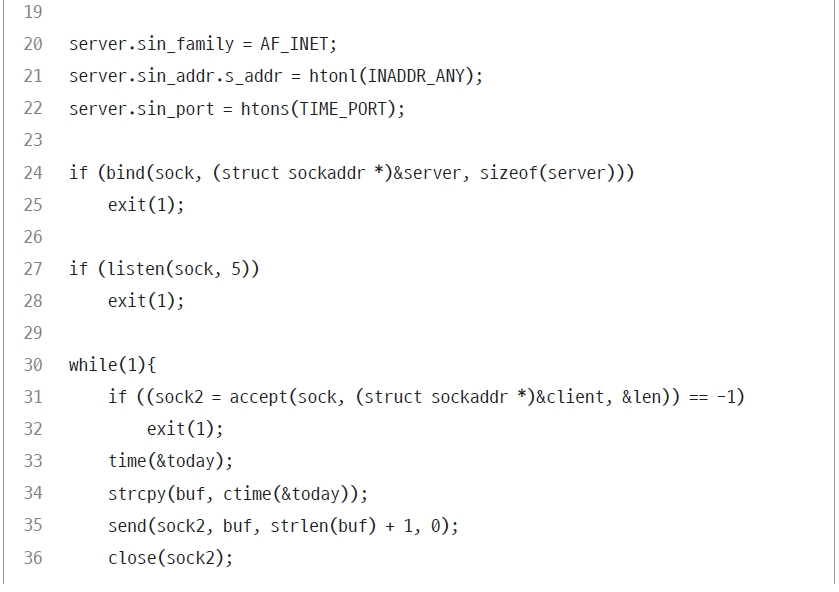 19
20 server.sin_family = AF_INET;
21 server.sin_addr.s_addr = htonl(INADDR_ANY);
22 server.sin_port = htons(TIME_PORT);
23
24 if (bind(sock, (struct sockaddr *)&server, sizeof(server)))
25     exit(1);
26
27 if (listen(sock, 5))
28     exit(1);
29
30 while(1){
31     if ((sock2 = accept(sock, (struct sockaddr *)&client, &len)) == -1)
32         exit(1);
33     time(&today);
34     strcpy(buf, ctime(&today));
35     send(sock2, buf, strlen(buf) + 1, 0);
36     close(sock2);